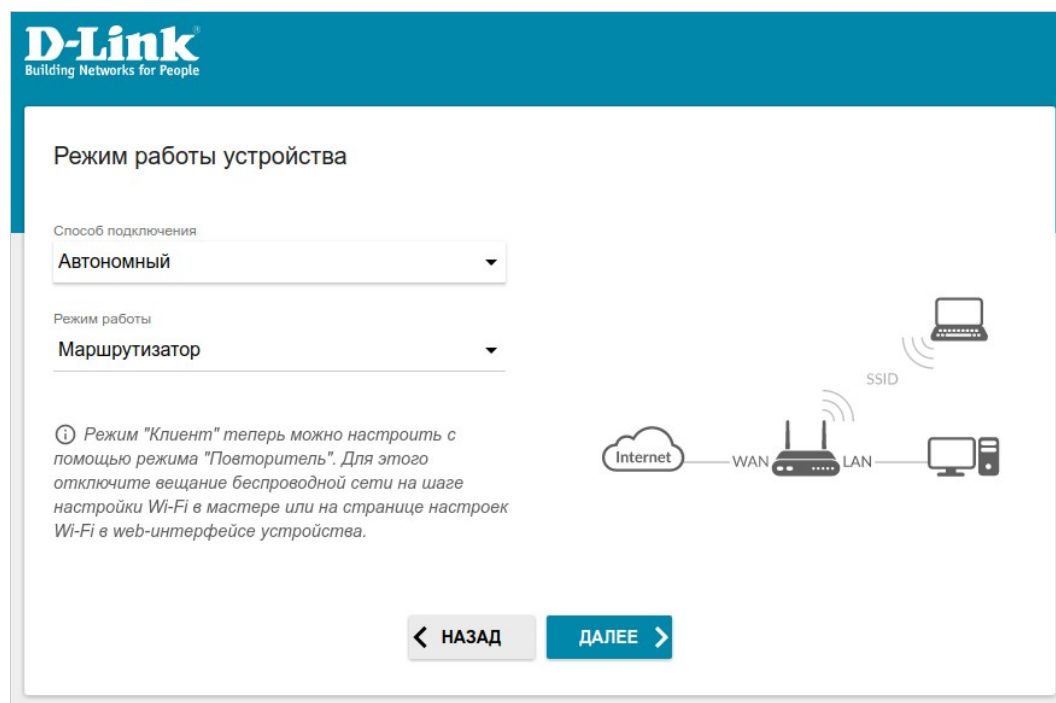 D-Link
Building Networks for People
Режим работы устройства
Способ подключения
Автономный
Режим работы
Маршрутизатор
Режим "Клиент" теперь можно настроить с
помощью режима "Повторитель". Для этого
отключите вещание беспроводной сети на шаге
настройки Wi-Fi в мастере или на странице настроек
Wi-Fi в web-интерфейсе устройства.
SSID
Internet
WAN
LAN
НАЗАД
ДАЛЕЕ